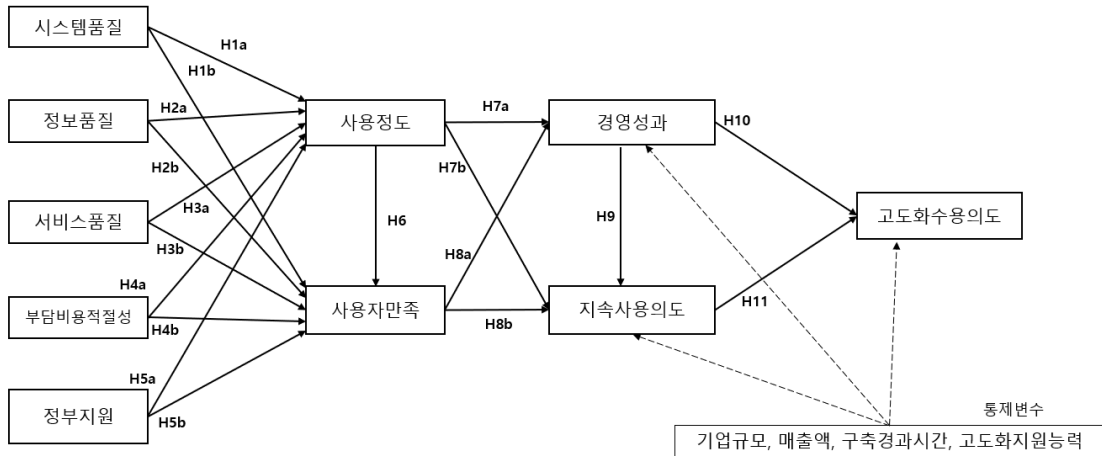 시스템품질
H1a
H1b
정보품질
H2a
H2b
사용정도
H7a
경영성과
H10
H7b
서비스품질
H3a
H3b
H6
H8a
H9
고도화수용의도
H4a
부담비용적절성
H4b
사용자만족
H8b
지속사용의도
H11
H5a
정부지원
H5b
통제변수
기업규모, 매출액, 구축경과시간, 고도화지원능력